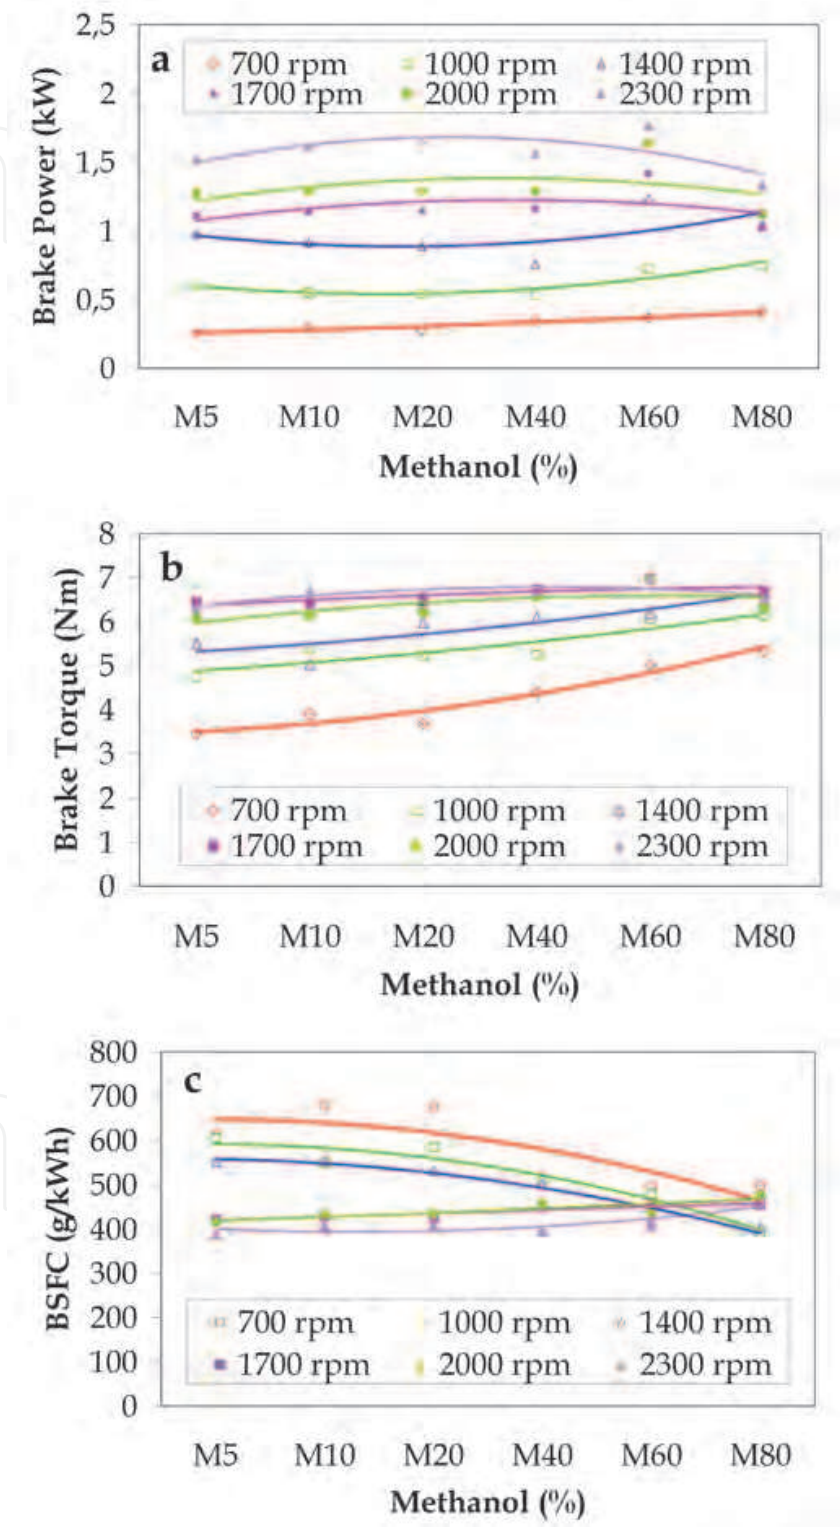 2,5
a
700 rpm 1000 rpm 1400 rpm
1700 rpm 2000 rpm 2300 rpm
2
1,5
1
0,5
0
Brake Power (kW)
M5 M10 M20 M40 M60 M80
Methanol (%)
8
b
7
6
5
4
3
2
1
0
Brake Torque (Nm)
700 rpm 1000 rpm 1400 rpm
1700 rpm 2000 rpm 2300 rpm
M5 M10 M20 M40 M60 M80
Methanol (%)
800
c
700
600
500
400
300
200
100
0
BSFC (g/kWh)
700 rpm 1000 rpm 1400 rpm
1700 rpm 2000 rpm 2300 rpm
M5 M10 M20 M40 M60 M80
Methanol (%)